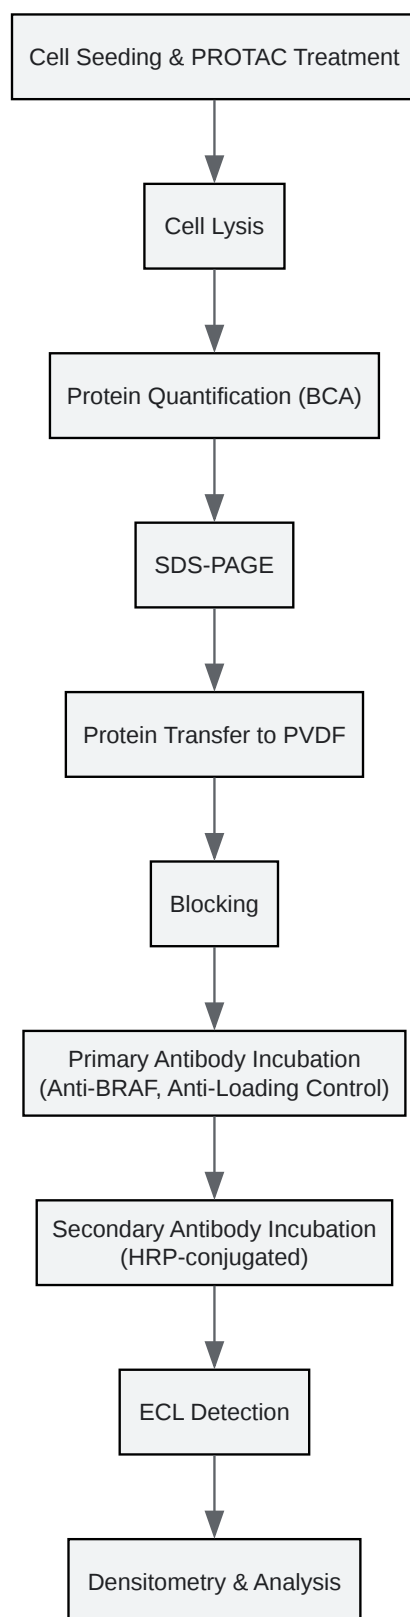 Cell Seeding & PROTAC Treatment
Cell Lysis
Protein Quantification (BCA)
SDS-PAGE
Protein Transfer to PVDF
Blocking
Primary Antibody Incubation
(Anti-BRAF, Anti-Loading Control)
Secondary Antibody Incubation
(HRP-conjugated)
ECL Detection
Densitometry & Analysis